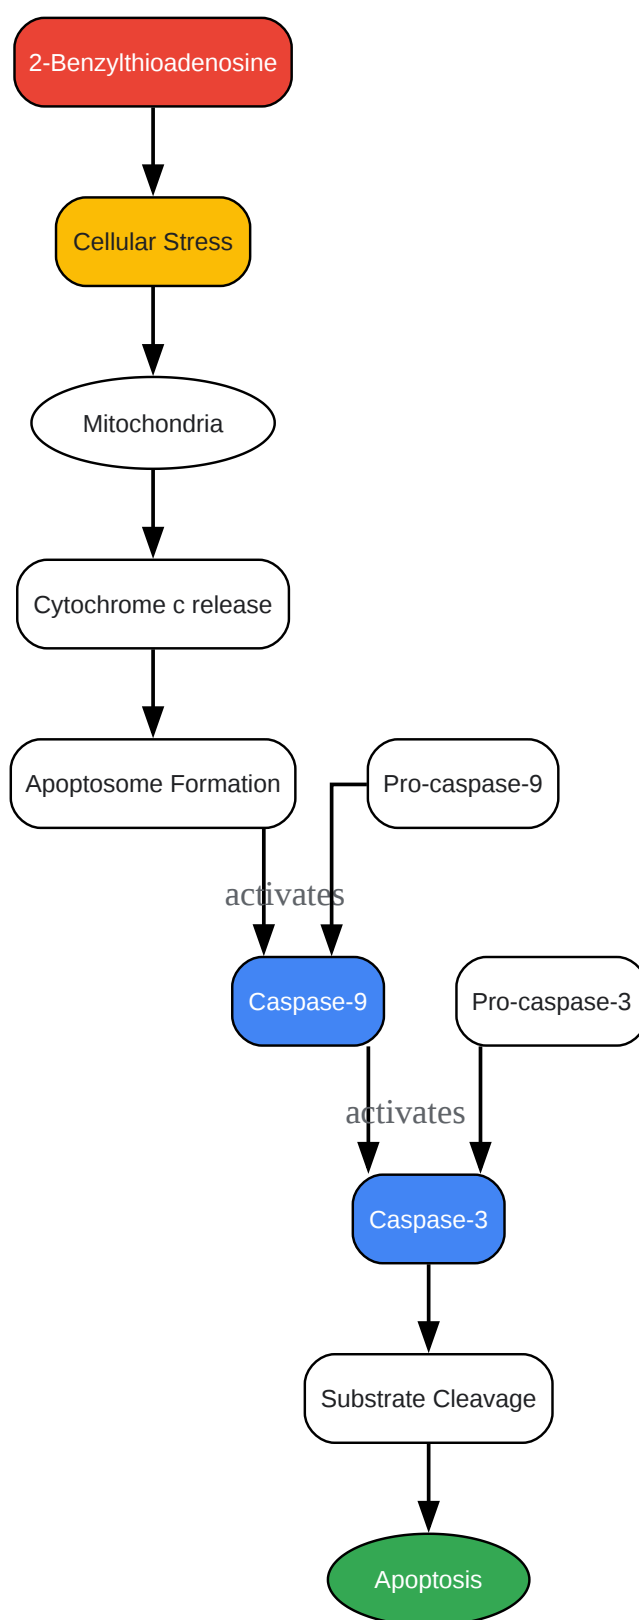 2-Benzylthioadenosine
Cellular Stress
Mitochondria
Cytochrome c release
Apoptosome Formation
Pro-caspase-9
activates
Caspase-9
Pro-caspase-3
activates
Caspase-3
Substrate Cleavage
Apoptosis